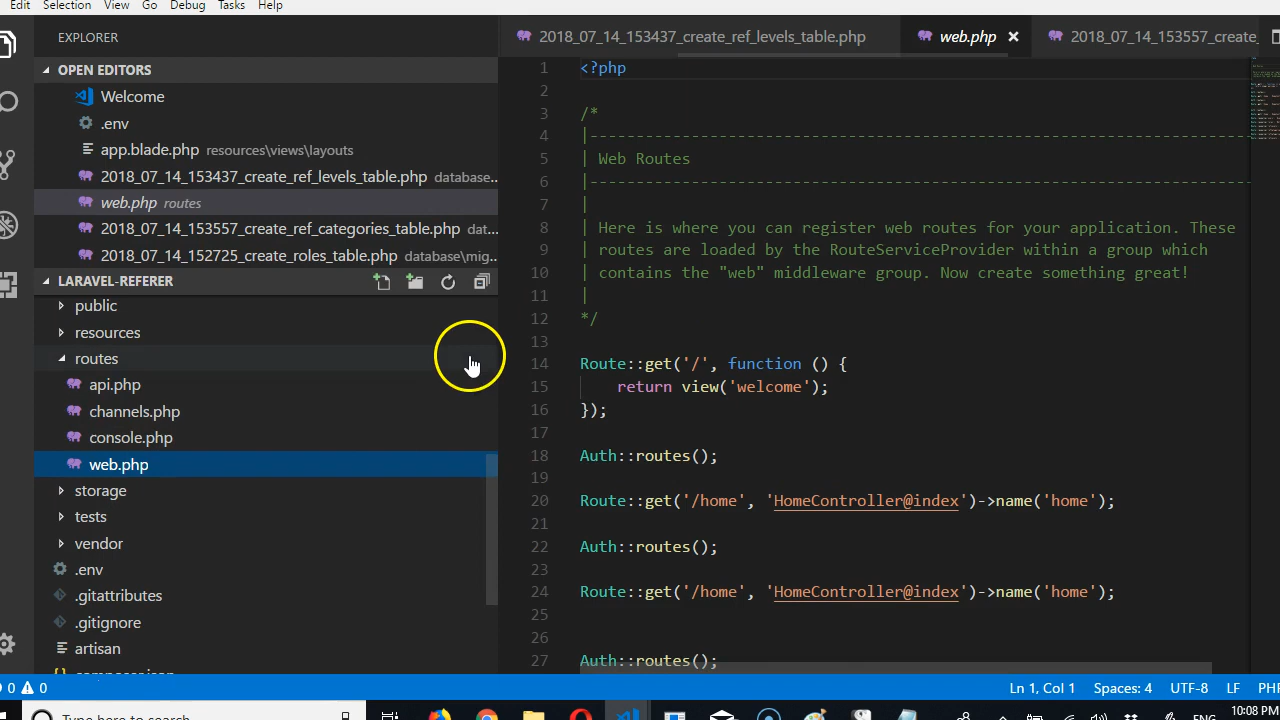 Edit Selection View Go Debug Tasks Help
EXPLORER
OPEN EDITORS
Welcome
.env
app.blade.php resources\views\layouts
2018_07_14_153437_create_ref_levels_table.php database...
web.php routes
2018_07_14_153557_create_ref_categories_table.php dat...
2018_07_14_152725_create_roles_table.php database\mig...
LARAVEL-REFERER
public
resources
routes
api.php
channels.php
console.php
web.php
storage
tests
vendor
.env
.gitattributes
.gitignore
artisan
2018_07_14_153437_create_ref_levels_table.php web.php 2018_07_14_153557_create_
1 <?php
2
3 /*
4 |--------------------------------------------------------------------------
5 | Web Routes
6 |--------------------------------------------------------------------------
7 |
8 | Here is where you can register web routes for your application. These
9 | routes are loaded by the RouteServiceProvider within a group which
10 | contains the "web" middleware group. Now create something great!
11 |
12 */
13
14 Route::get('/', function () {
15 return view('welcome');
16 });
17
18 Auth::routes();
19
20 Route::get('/home', 'HomeController@index')->name('home');
21
22 Auth::routes();
23
24 Route::get('/home', 'HomeController@index')->name('home');
25
26
27 Auth::routes();
0 0 Ln 1, Col 1 Spaces: 4 UTF-8 LF PHP
Type here to search 10:08 PM